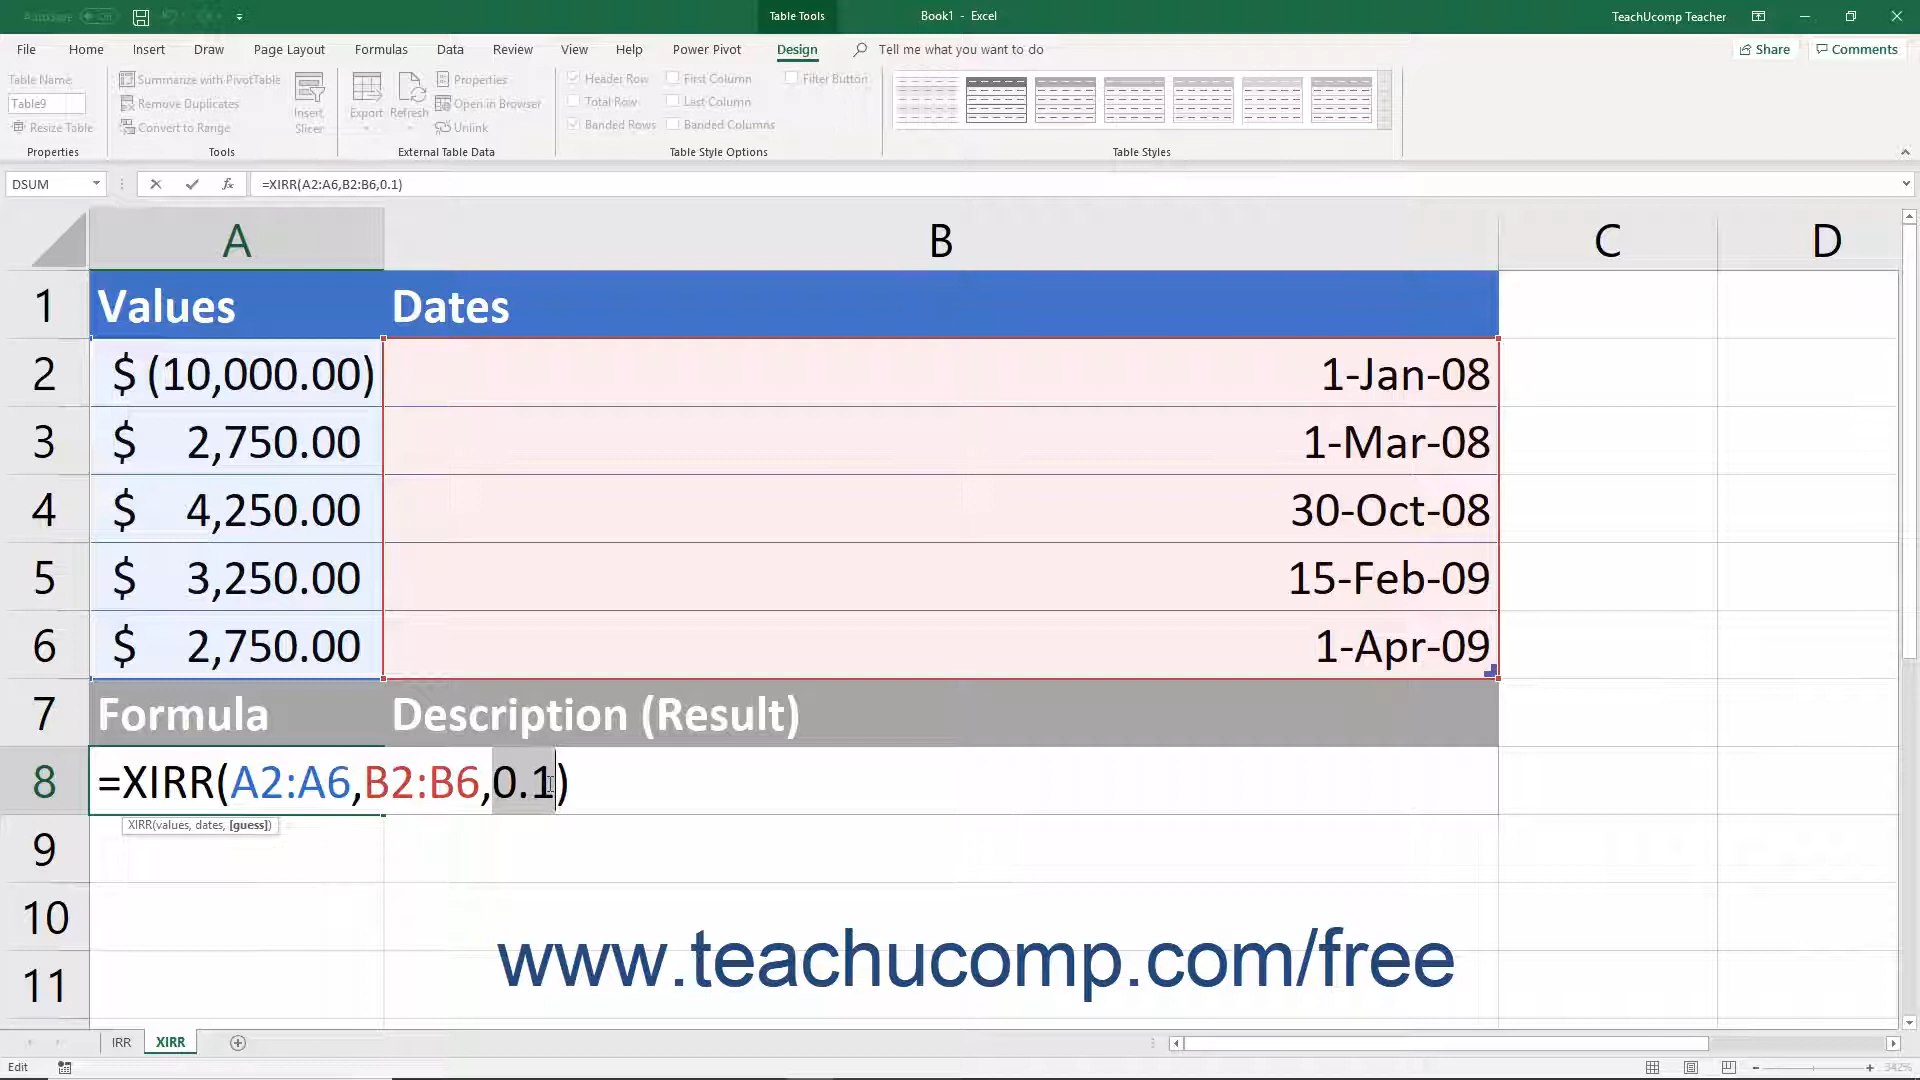 AutoSave Off
Table Tools
Book1 - Excel
TeachUcomp Teacher
File Home Insert Draw Page Layout Formulas Data Review View Help Power Pivot Design Tell me what you want to do Share Comments
Table Name:
Table9
Resize Table
Properties
Summarize with PivotTable
Remove Duplicates
Convert to Range
Insert Slicer
Tools
Export Refresh
Properties
Open in Browser
Unlink
External Table Data
Header Row First Column Filter Button
Total Row Last Column
Banded Rows Banded Columns
Table Style Options
Table Styles
DSUM fx =XIRR(A2:A6,B2:B6,0.1)
A B C D
1 Values Dates
2 $ (10,000.00) 1-Jan-08
3 $ 2,750.00 1-Mar-08
4 $ 4,250.00 30-Oct-08
5 $ 3,250.00 15-Feb-09
6 $ 2,750.00 1-Apr-09
7 Formula Description (Result)
8 =XIRR(A2:A6,B2:B6,0.1)
XIRR(values, dates, [guess])
9
10
www.teachucomp.com/free
11
IRR XIRR
Edit 342%